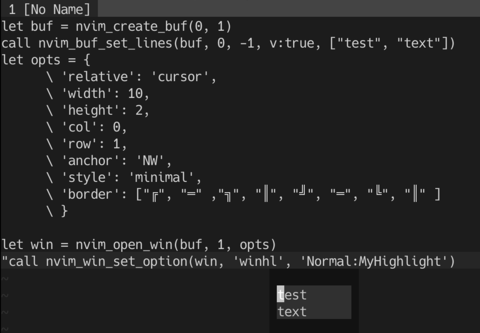 1 [No Name]
let buf = nvim_create_buf(0, 1)
call nvim_buf_set_lines(buf, 0, -1, v:true, ["test", "text"])
let opts = {
\ 'relative': 'cursor',
\ 'width': 10,
\ 'height': 2,
\ 'col': 0,
\ 'row': 1,
\ 'anchor': 'NW',
\ 'style': 'minimal',
\ 'border': ["╔", "═" ,"╗", "║", "╝", "═", "╚", "║" ]
\ }
let win = nvim_open_win(buf, 1, opts)
"call nvim_win_set_option(win, 'winhl', 'Normal:MyHighlight')
~
~ test
~ text
~